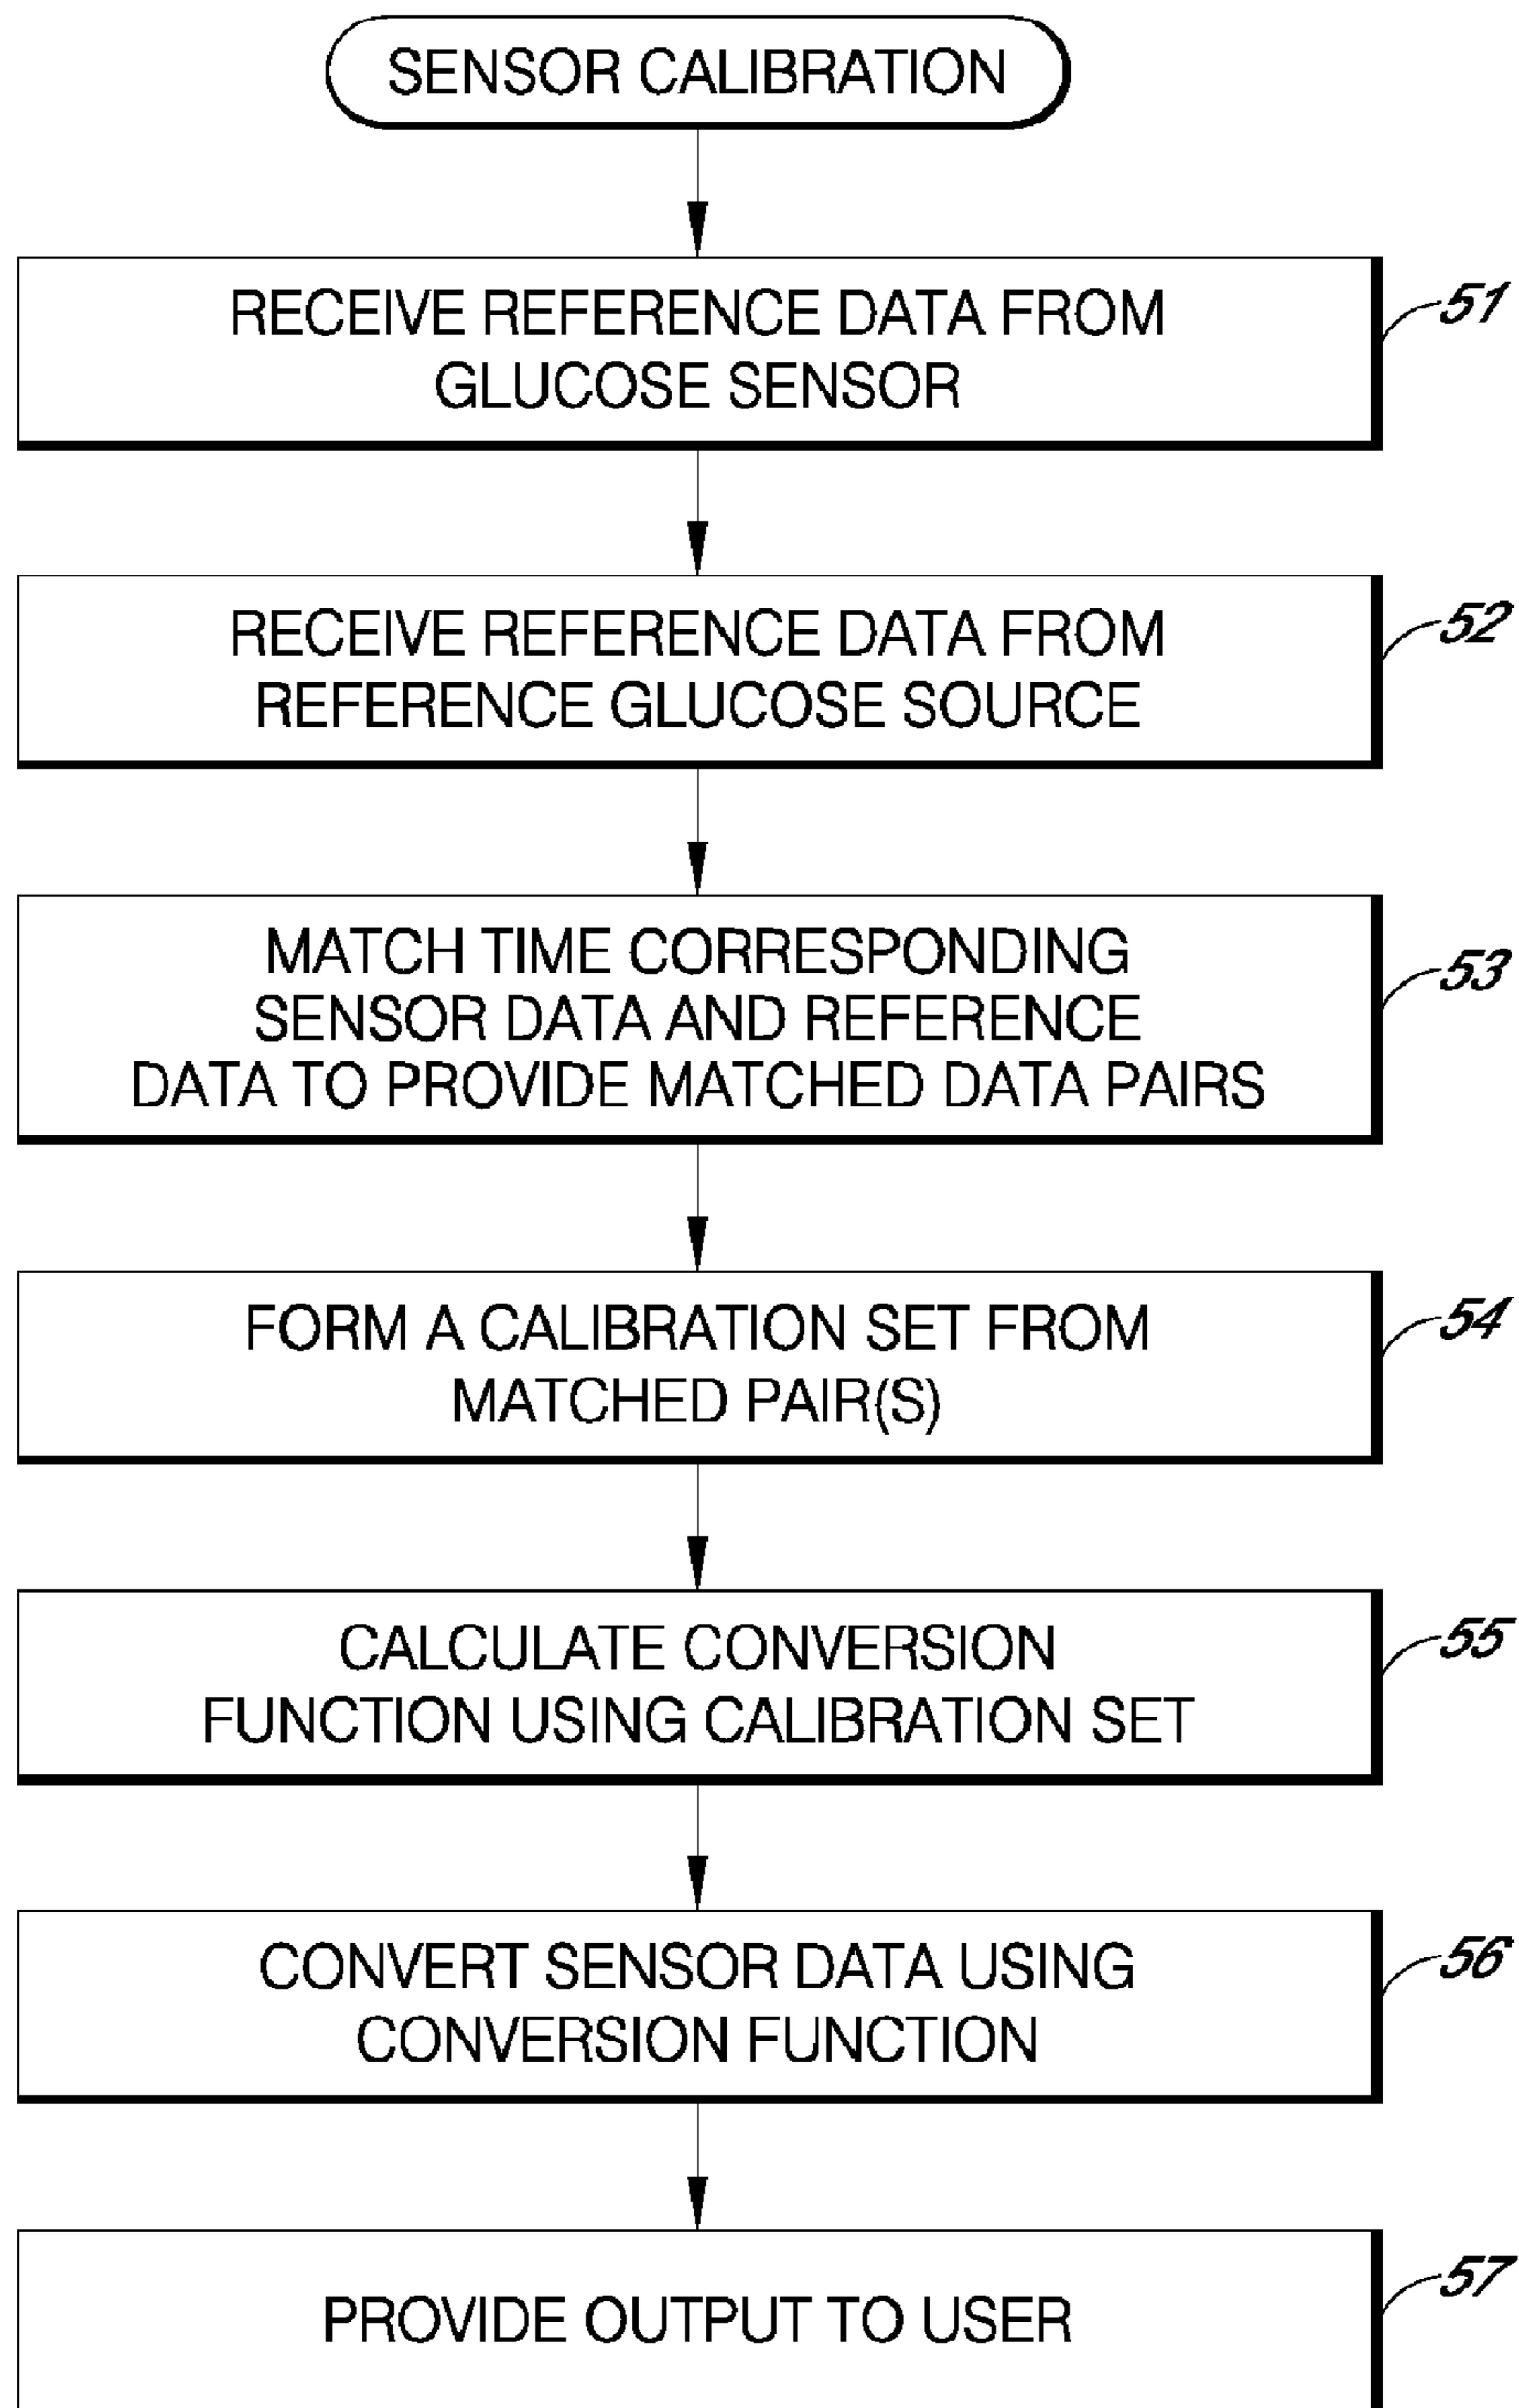 SENSOR CALIBRATION
RECEIVE REFERENCE DATA FROM
GLUCOSE SENSOR
51
RECEIVE REFERENCE DATA FROM
REFERENCE GLUCOSE SOURCE
52
MATCH TIME CORRESPONDING
SENSOR DATA AND REFERENCE
DATA TO PROVIDE MATCHED DATA PAIRS
53
FORM A CALIBRATION SET FROM
MATCHED PAIR(S)
54
CALCULATE CONVERSION
FUNCTION USING CALIBRATION SET
55
CONVERT SENSOR DATA USING
CONVERSION FUNCTION
56
PROVIDE OUTPUT TO USER
57